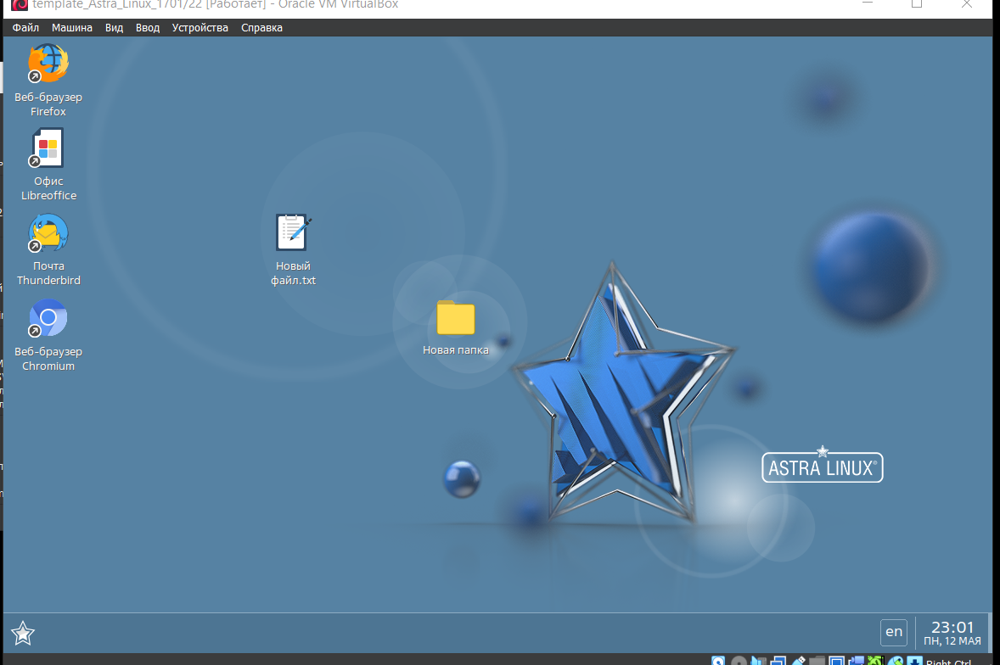 template_Astra_Linux_1701/22 [Работает] - Oracle VM VirtualBox
Файл Машина Вид Ввод Устройства Справка
Веб-браузер
Firefox
Офис
Libreoffice
Почта
Thunderbird
Веб-браузер
Chromium
Новый
файл.txt
Новая папка
ASTRA LINUX®
en
23:01
ПН, 12 МАЯ
Right Ctrl